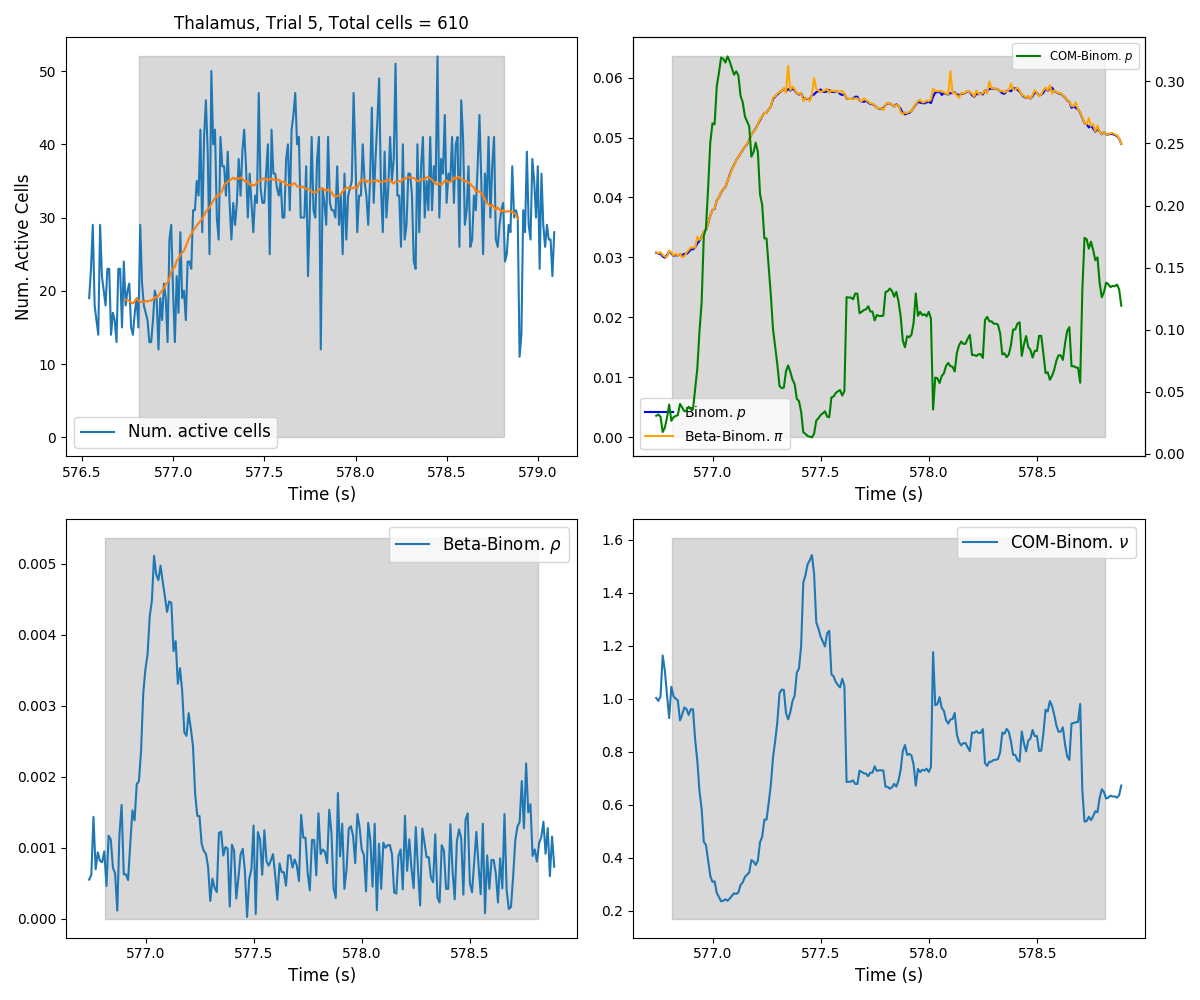 Thalamus, Trial 5, Total cells = 610
Num. Active Cells
50
40
30
20
10
0
Num. active cells
576.5 577.0 577.5 578.0 578.5 579.0
Time (s)
COM-Binom. p
0.06
0.05
0.04
0.03
0.02
0.01
0.00
0.30
0.25
0.20
0.15
0.10
0.05
0.00
Binom. p
Beta-Binom. π
577.0 577.5 578.0 578.5
Time (s)
Beta-Binom. ρ
0.005
0.004
0.003
0.002
0.001
0.000
577.0 577.5 578.0 578.5
Time (s)
COM-Binom. ν
1.6
1.4
1.2
1.0
0.8
0.6
0.4
0.2
577.0 577.5 578.0 578.5
Time (s)